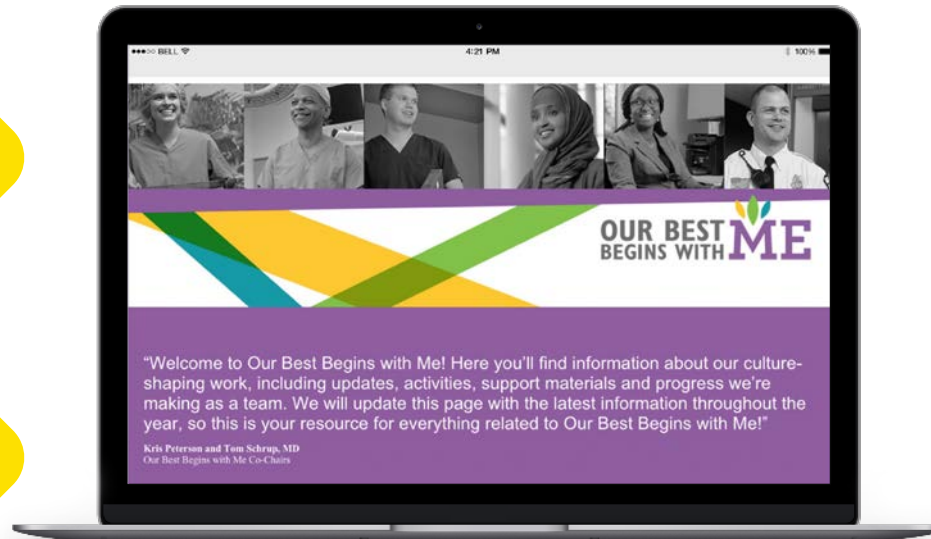 BELL 4:21 PM 100%
OUR BEST
BEGINS WITH ME
“Welcome to Our Best Begins with Me! Here you’ll find information about our culture-
shaping work, including updates, activities, support materials and progress we’re
making as a team. We will update this page with the latest information throughout the
year, so this is your resource for everything related to Our Best Begins with Me!”
Kris Peterson and Tom Schrup, MD
Our Best Begins with Me Co-Chairs